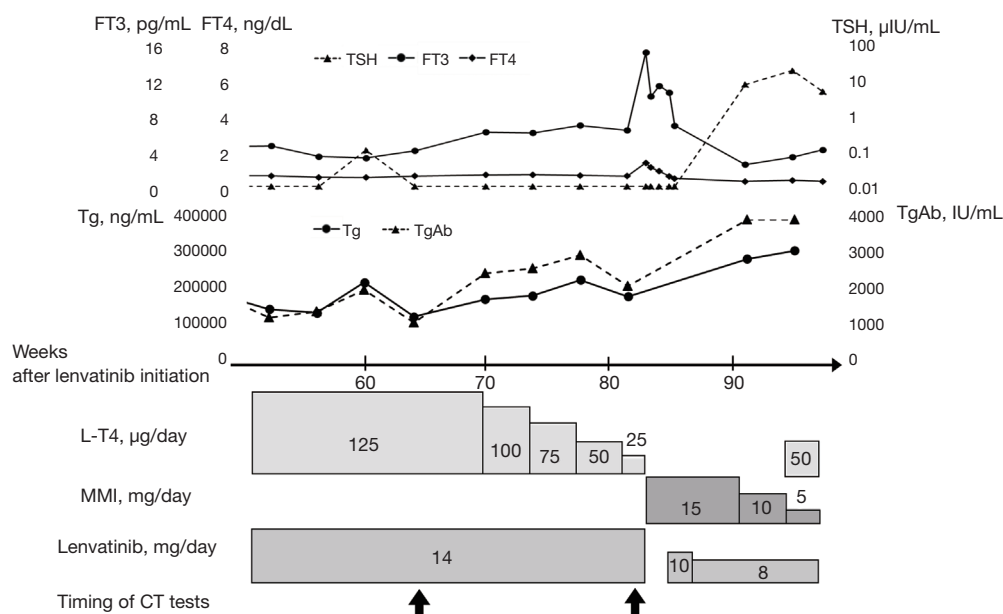 FT3, pg/mL FT4, ng/dL TSH, μIU/mL
16 8 100
TSH FT3 FT4
12 6 10
8 4 1
4 2 0.1
0 0 0.01
Tg, ng/mL TgAb, IU/mL
400000 4000
Tg TgAb
300000 3000
200000 2000
100000 1000
Weeks
0 0
after lenvatinib initiation
60 70 80 90
L-T4, μg/day
125 100 75 50 25 50
MMI, mg/day
15 10 5
Lenvatinib, mg/day
14 10 8
Timing of CT tests